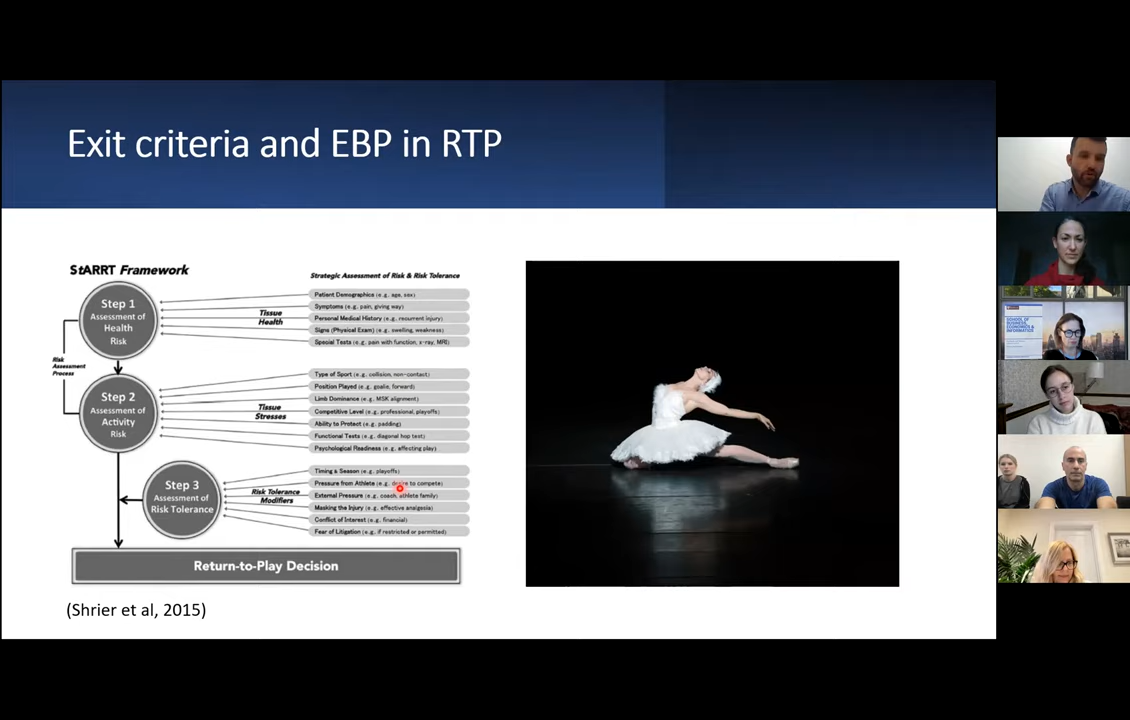 Exit criteria and EBP in RTP
StARRT Framework
Strategic Assessment of Risk & Risk Tolerance
Step 1
Assessment of
Health
Risk
Tissue
Health
Patient Demographics (e.g., age, sex)
Symptoms (e.g., pain, giving way)
Personal Medical History (e.g., recurrent injury)
Signs (Physical Exam) (e.g., swelling, weakness)
Special Tests (e.g., pain with function, x-ray, MRI)
Risk
Assessment
Process
Step 2
Assessment of
Activity
Risk
Tissue
Stresses
Type of Sport (e.g., collision, non-contact)
Position Played (e.g., goalie, forward)
Limb Dominance (e.g., MSK alignment)
Competitive Level (e.g., professional, playoffs)
Ability to Protect (e.g., padding)
Functional Tests (e.g., diagonal hop test)
Psychological Readiness (e.g., effecting play)
Step 3
Assessment of
Risk Tolerance
Risk Tolerance
Modifiers
Timing & Season (e.g., playoffs)
Pressure from Athlete (e.g., desire to compete)
External Pressure (e.g., coach, athlete family)
Masking the Injury (e.g., effective analgesia)
Conflict of Interest (e.g., financial)
Fear of Litigation (e.g., if restricted or permitted)
Return-to-Play Decision
(Shrier et al, 2015)
SCHOOL OF
BUSINESS,
ECONOMICS &
INFORMATICS